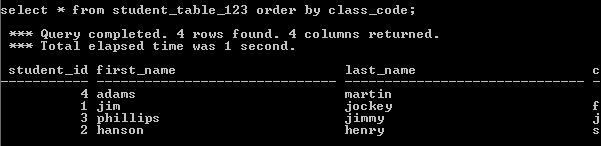 select * from student_table_123 order by class_code;
*** Query completed. 4 rows found. 4 columns returned.
*** Total elapsed time was 1 second.
student_id first_name last_name c
----------- ------------------------------ ------------------------------ -
4 adams martin
1 jim jockey f
3 phillips jimmy j
2 hanson henry s